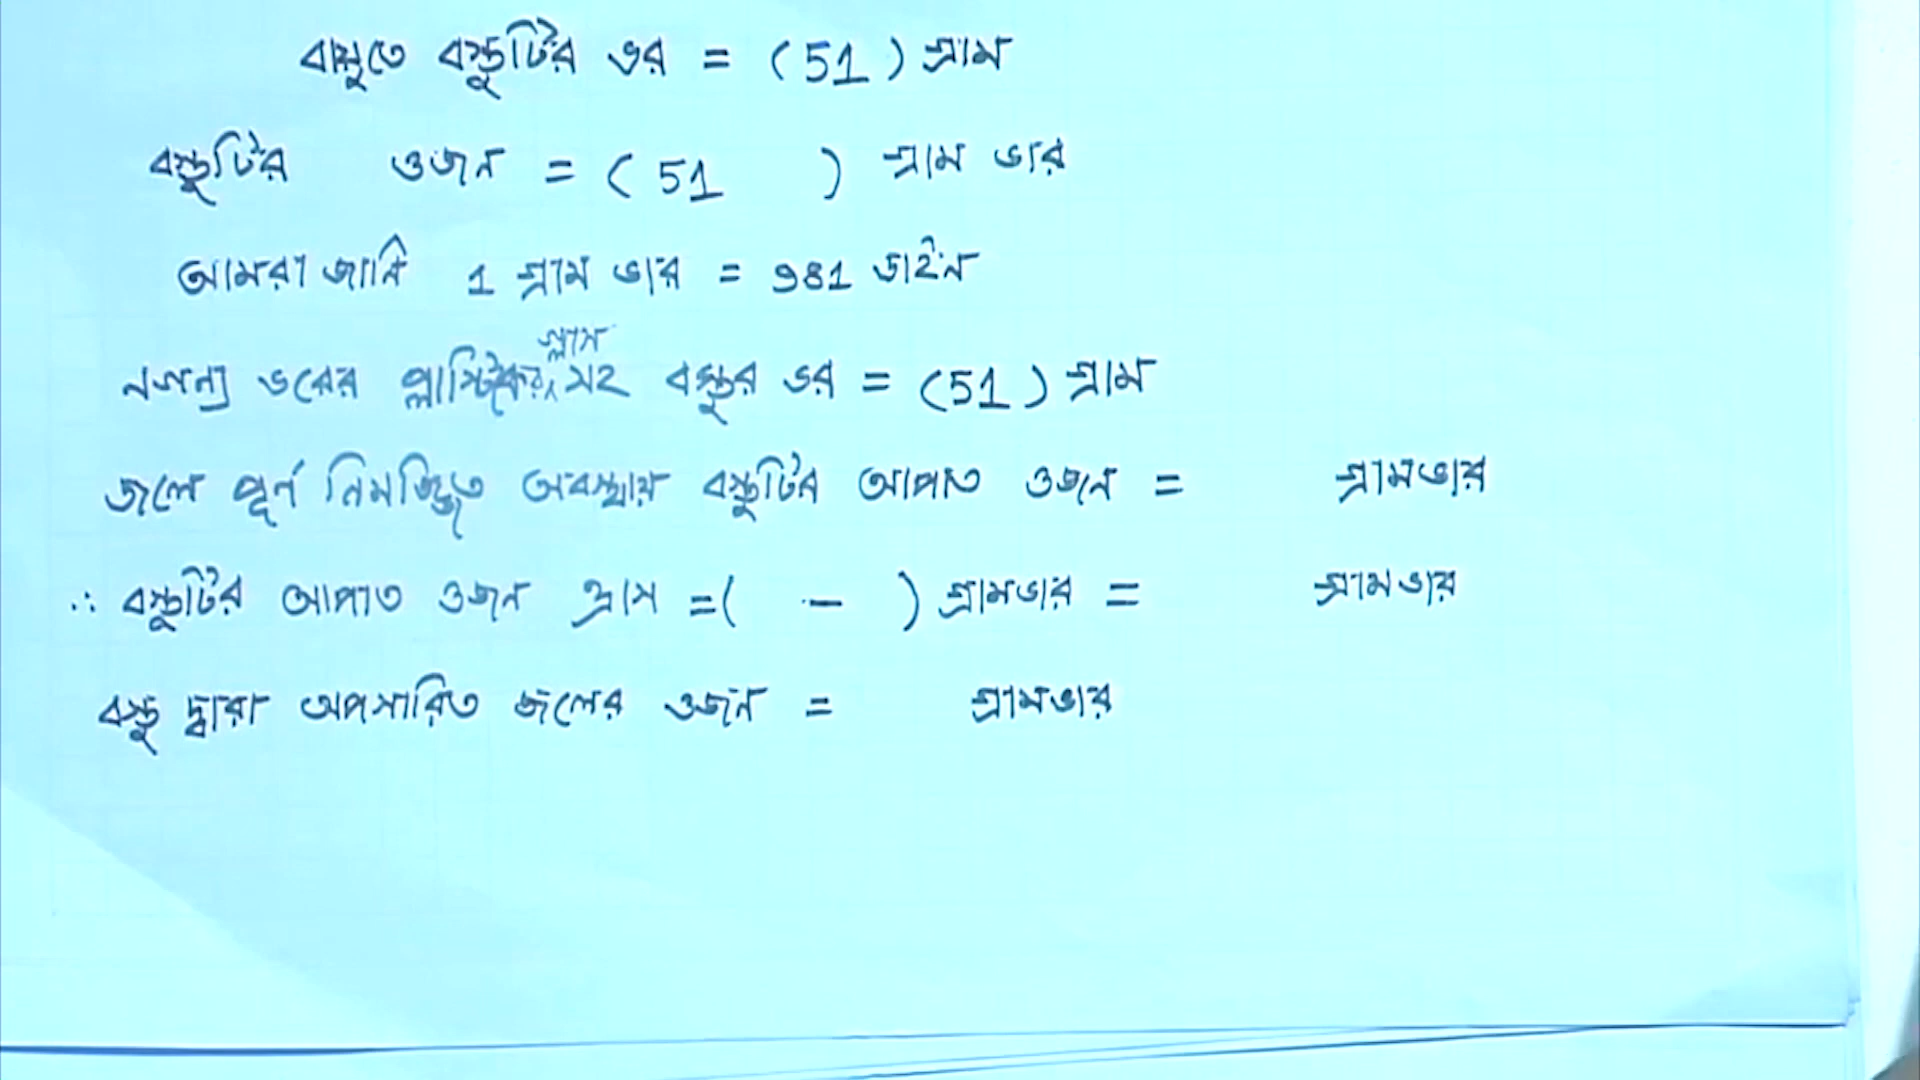 বায়ুতে বস্তুটির ভর = (51) গ্রাম
বস্তুটির ওজন = (51 ) গ্রাম ভার
আমরা জানি 1 গ্রাম ভার = 981 ডাইন
নগন্য ভরের প্লাস্টিকের গ্লাস সহ বস্তুর ভর = (51) গ্রাম
জলে পূর্ন নিমজ্জিত অবস্থায় বস্তুটির আপাত ওজন = গ্রামভার
∴ বস্তুটির আপাত ওজন হ্রাস =( - ) গ্রামভার = গ্রামভার
বস্তু দ্বারা অপসারিত জলের ওজন = গ্রামভার